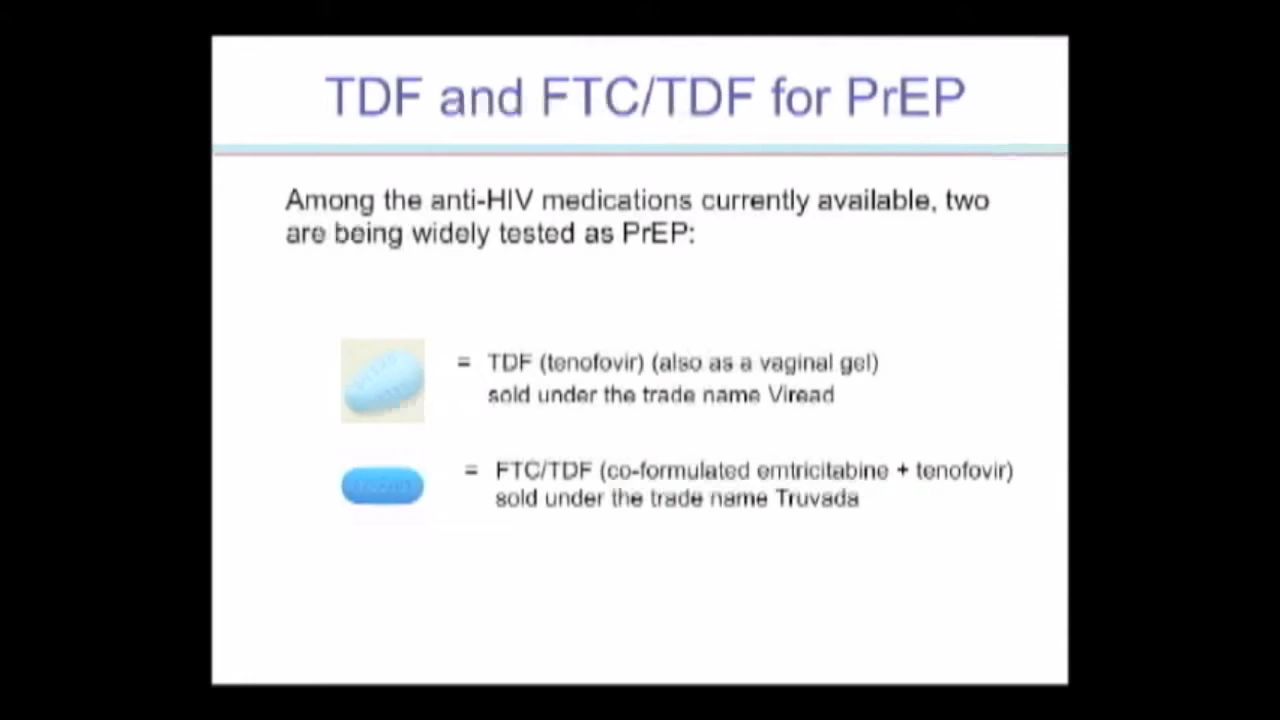 TDF and FTC/TDF for PrEP
Among the anti-HIV medications currently available, two
are being widely tested as PrEP:
= TDF (tenofovir) (also as a vaginal gel)
sold under the trade name Viread
= FTC/TDF (co-formulated emtricitabine + tenofovir)
sold under the trade name Truvada